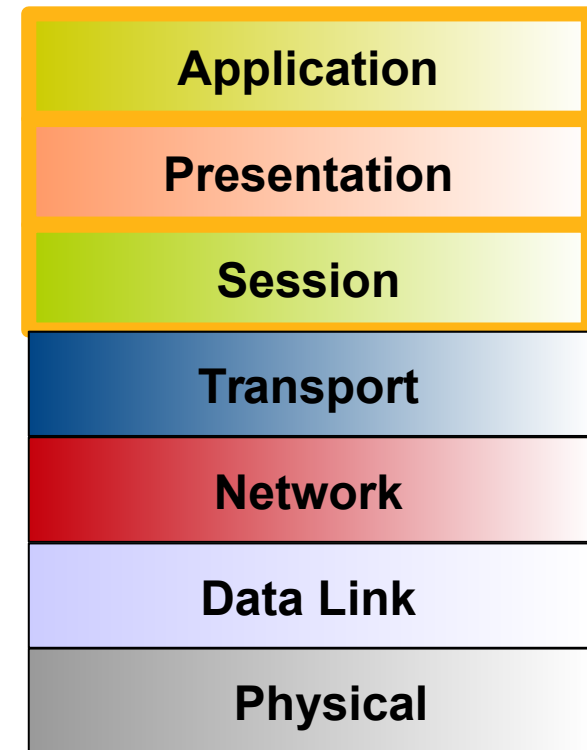 Application
Presentation
Session
Transport
Network
Data Link
Physical